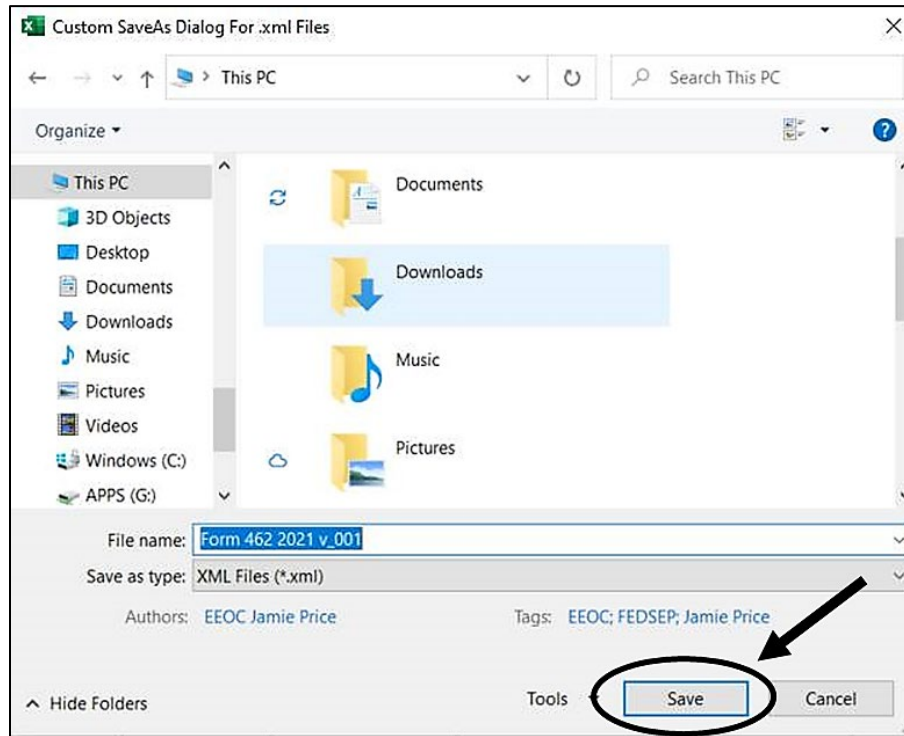 Custom SaveAs Dialog For .xml Files
This PC
Search This PC
Organize
This PC
3D Objects
Desktop
Documents
Downloads
Music
Pictures
Videos
Windows (C:)
APPS (G:)
Documents
Downloads
Music
Pictures
File name: Form 462 2021 v_001
Save as type: XML Files (*.xml)
Authors: EEOC Jamie Price Tags: EEOC; FEDSEP; Jamie Price
Hide Folders Tools Save Cancel